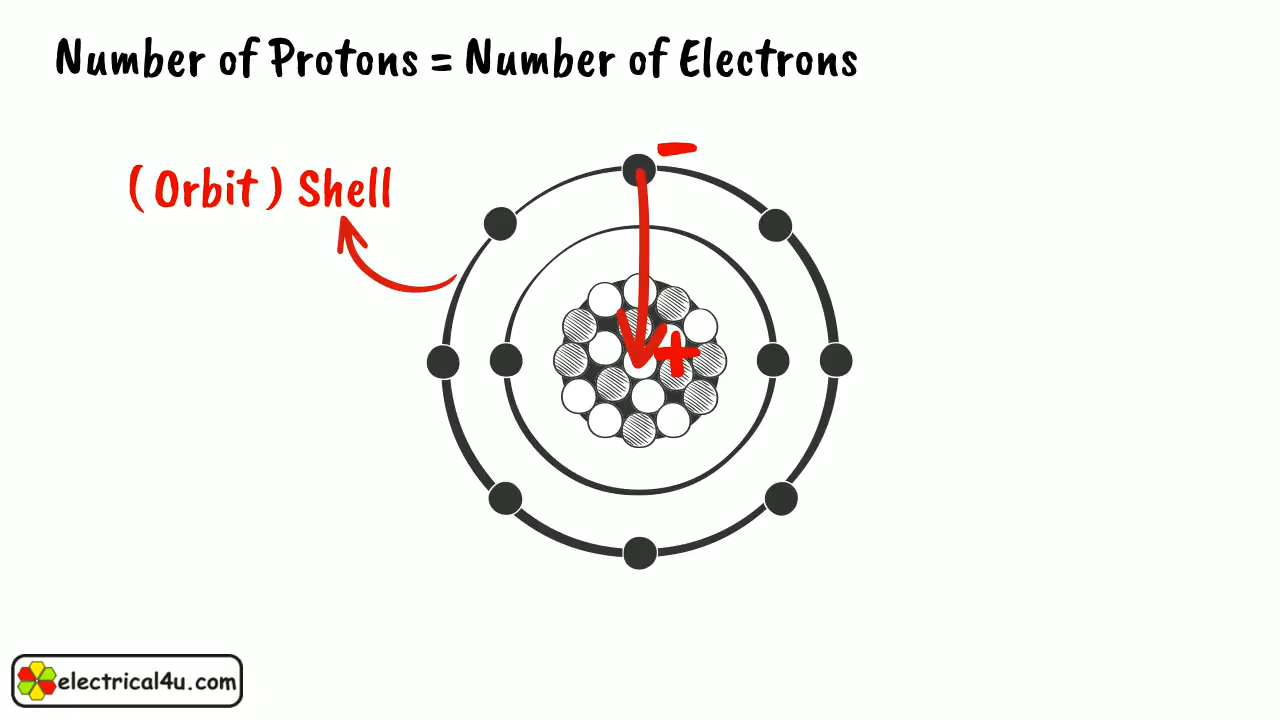 Number of Protons = Number of Electrons
-
( Orbit ) Shell
+
electrical4u.com